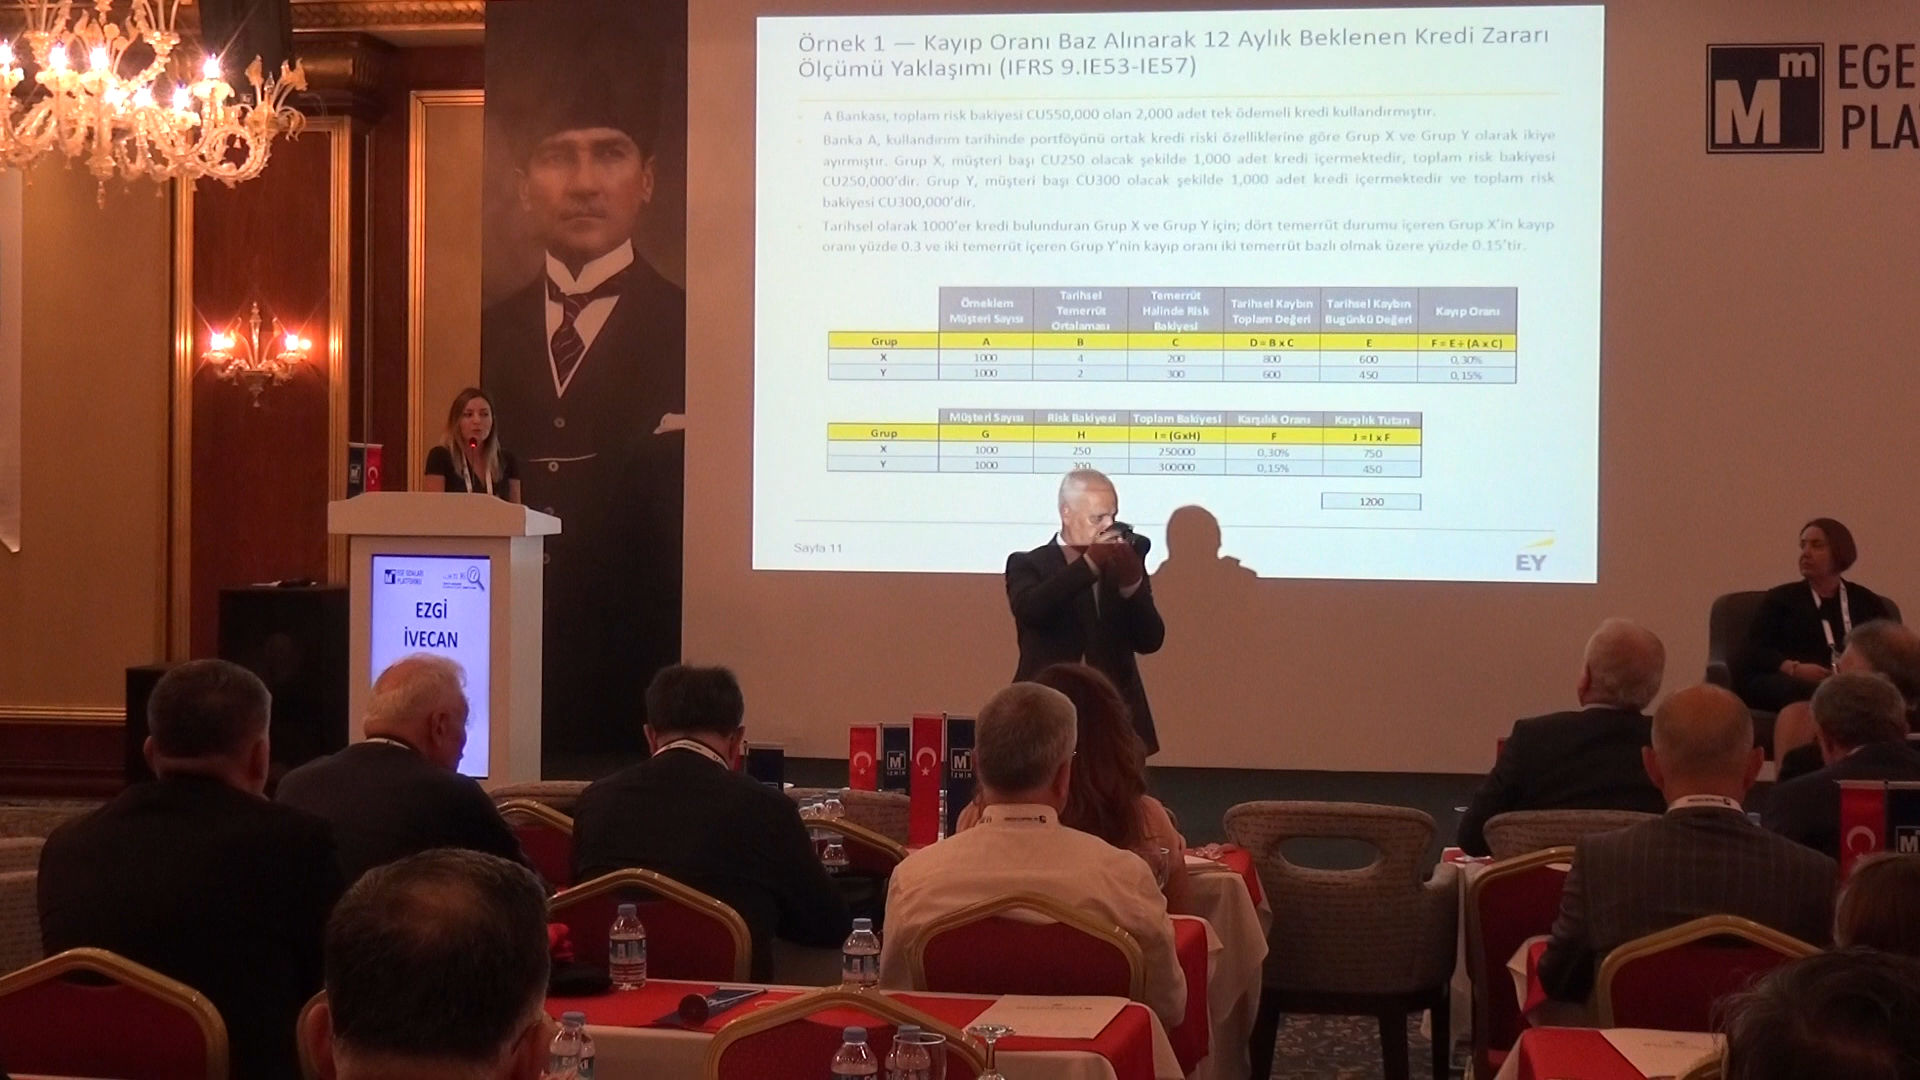 Örnek 1 — Kayıp Oranı Baz Alınarak 12 Aylık Beklenen Kredi Zararı
Ölçümü Yaklaşımı (IFRS 9.IE53-IE57)
A Bankası, toplam risk bakiyesi CU550,000 olan 2,000 adet tek ödemeli kredi kullandırmıştır.
Banka A, kullandırım tarihinde portföyünü ortak kredi riski özelliklerine göre Grup X ve Grup Y olarak ikiye
ayırmıştır. Grup X, müşteri başı CU250 olacak şekilde 1,000 adet kredi içermektedir, toplam risk bakiyesi
CU250,000'dir. Grup Y, müşteri başı CU300 olacak şekilde 1,000 adet kredi içermektedir ve toplam risk
bakiyesi CU300,000'dir.
Tarihsel olarak 1000'er kredi bulunduran Grup X ve Grup Y için; dört temerrüt durumu içeren Grup X'in kayıp
oranı yüzde 0.3 ve iki temerrüt içeren Grup Y'nin kayıp oranı iki temerrüt bazlı olmak üzere yüzde 0.15'tir.
Örneklem Müşteri Sayısı
Tarihsel Temerrüt Ortalaması
Temerrüt Halinde Risk Bakiyesi
Tarihsel Kaybın Toplam Değeri
Tarihsel Kaybın Bugünkü Değeri
Kayıp Oranı
Grup A B C D = B x C E F = E ÷ (A x C)
X 1000 4 200 800 600 0,30%
Y 1000 2 300 600 450 0,15%
Müşteri Sayısı Risk Bakiyesi Toplam Bakiyesi Karşılık Oranı Karşılık Tutarı
Grup G H I = (GxH) F J = I x F
X 1000 250 250000 0,30% 750
Y 1000 300 300000 0,15% 450
1200
Sayfa 11
EY
Mm
EGE
PLA
EGE ODALARI
PLATFORMU
EZGİ
İVECAN
M
İZMİR
M
İZMİR
M